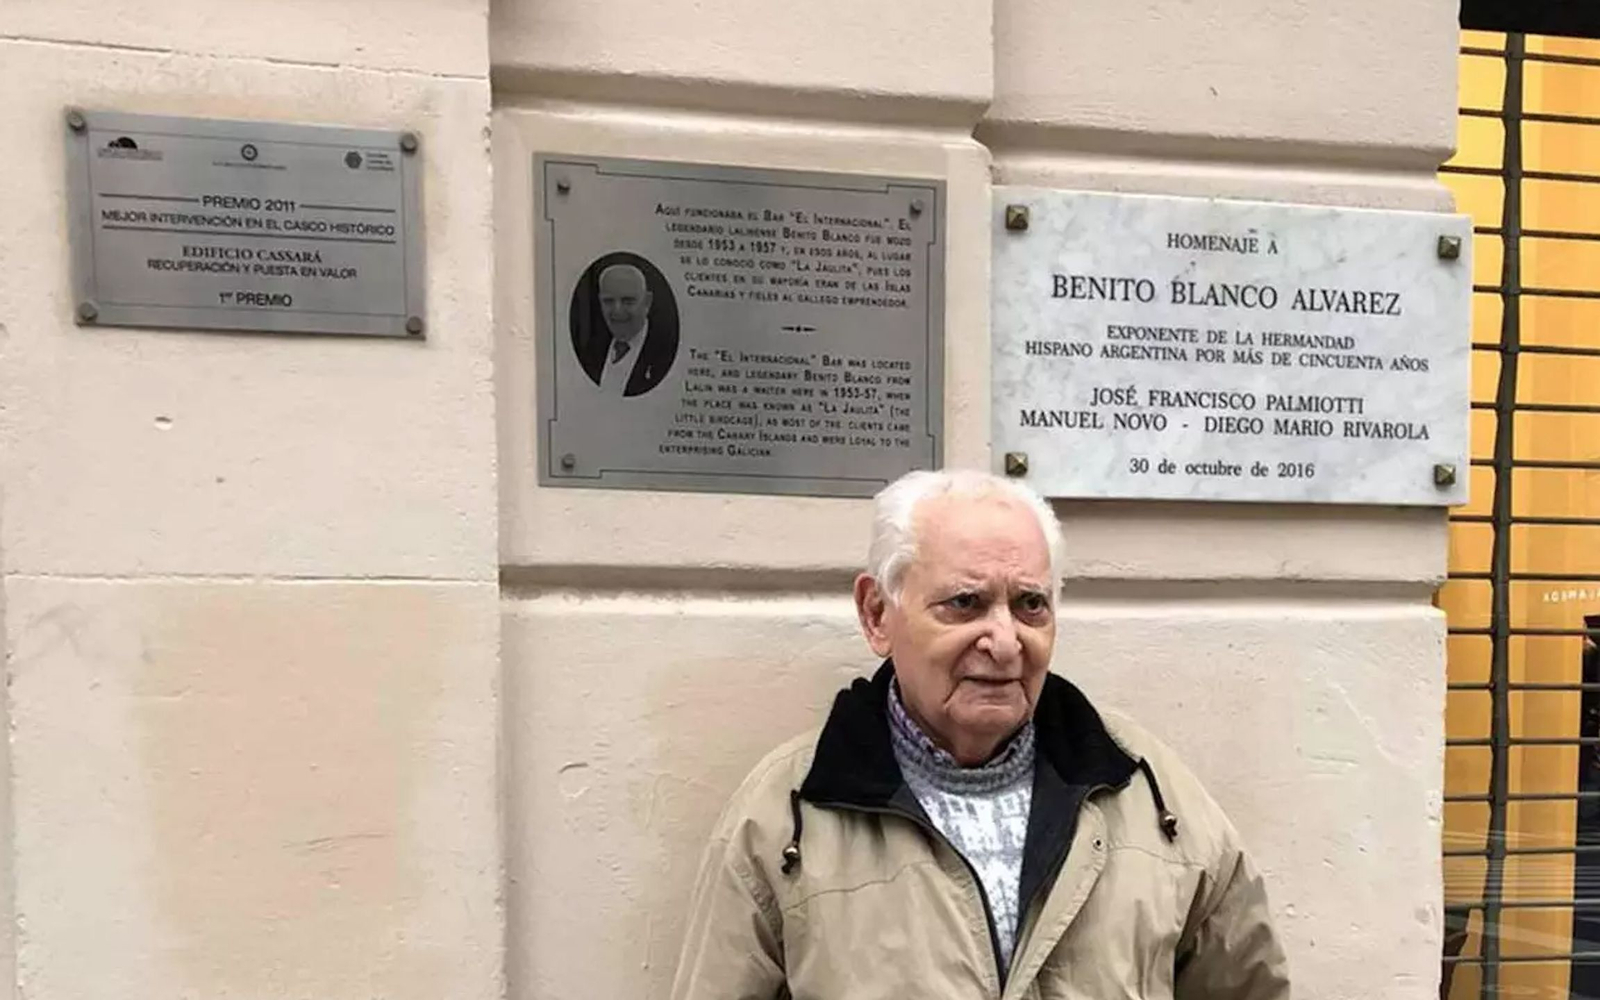 PREMIO 2011
MEJOR INTERVENCIÓN EN EL CASCO HISTÓRICO
EDIFICIO CASSARÁ
RECUPERACIÓN Y PUESTA EN VALOR
1er PREMIO
AQUÍ FUNCIONABA EL BAR "EL INTERNACIONAL". EL
LEGENDARIO LALINENSE BENITO BLANCO FUE MOZO
DESDE 1953 A 1957 Y, EN ESOS AÑOS, AL LUGAR
SE LO CONOCIÓ COMO "LA JAULITA", PUES LOS
CLIENTES EN SU MAYORÍA ERAN DE LAS ISLAS
CANARIAS Y FIELES AL GALLEGO EMPRENDEDOR.
THE "EL INTERNACIONAL" BAR WAS LOCATED
HERE, AND LEGENDARY BENITO BLANCO FROM
LALIN WAS A WAITER HERE IN 1953-57, WHEN
THE PLACE WAS KNOWN AS "LA JAULITA" (THE
LITTLE BIRDCAGE), AS MOST OF THE CLIENTS CAME
FROM THE CANARY ISLANDS AND WERE LOYAL TO THE
ENTERPRISING GALICIAN.
HOMENAJE A
BENITO BLANCO ALVAREZ
EXPONENTE DE LA HERMANDAD
HISPANO ARGENTINA POR MÁS DE CINCUENTA AÑOS
JOSÉ FRANCISCO PALMIOTTI
MANUEL NOVO - DIEGO MARIO RIVAROLA
30 de octubre de 2016